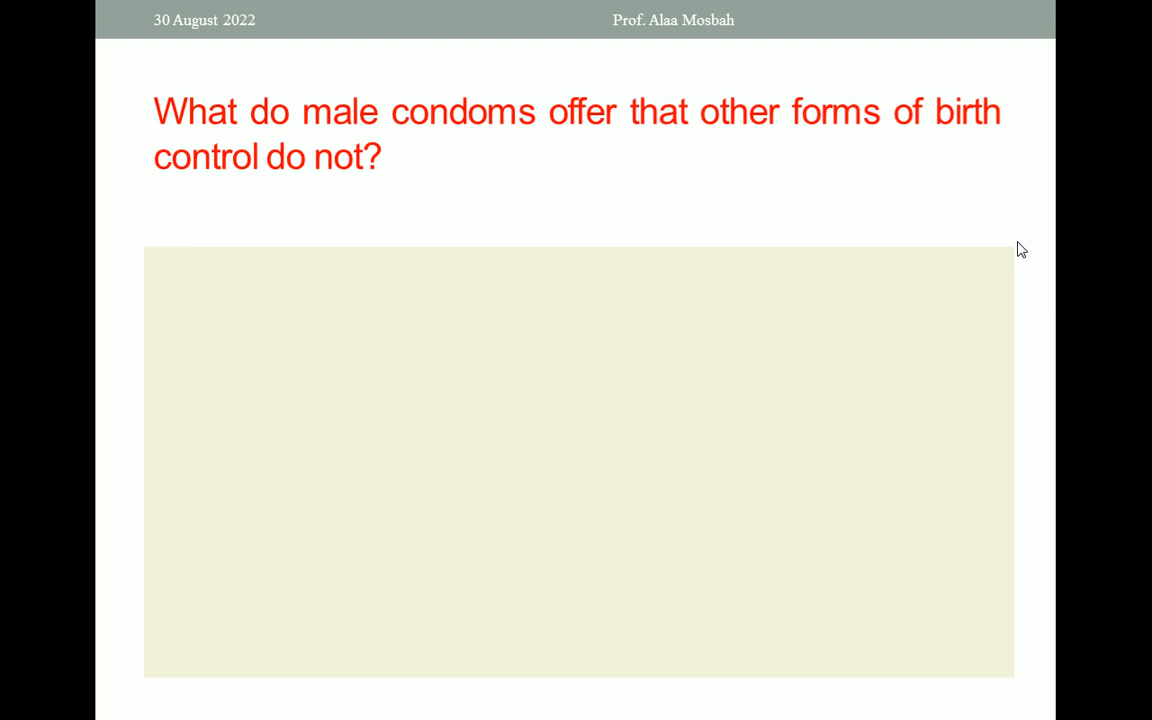 30 August 2022 Prof. Alaa Mosbah
What do male condoms offer that other forms of birth
control do not?